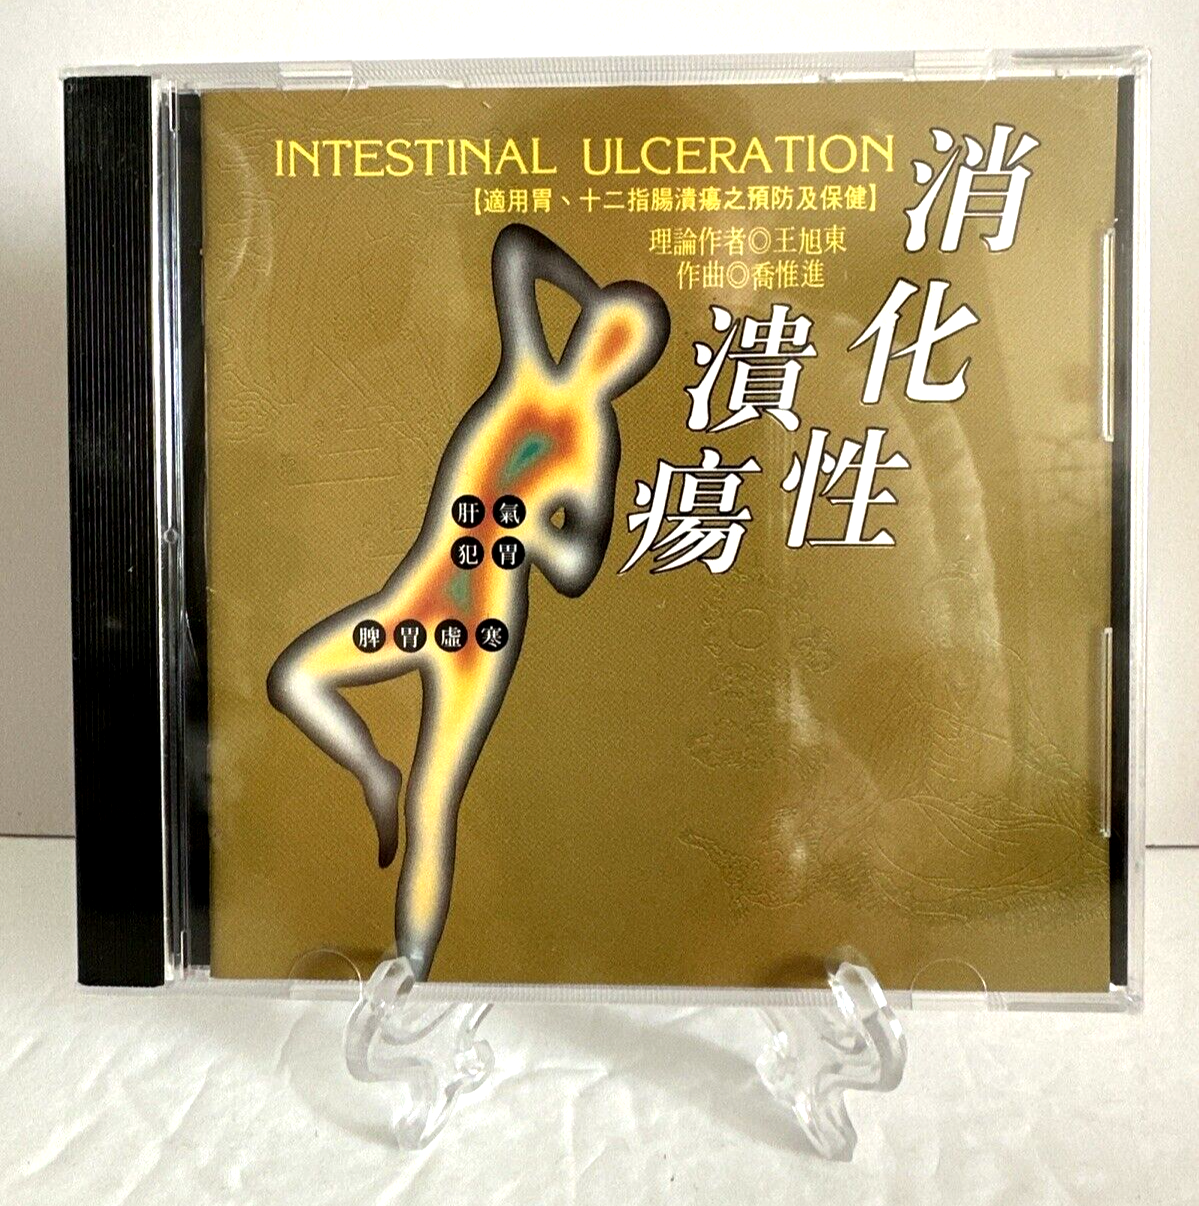 INTESTINAL ULCERATION
【適用胃、十二指腸潰瘍之預防及保健】
理論作者◎王旭東
作曲◎喬惟進
消化性
潰瘍
肝氣
犯胃
脾胃虛寒